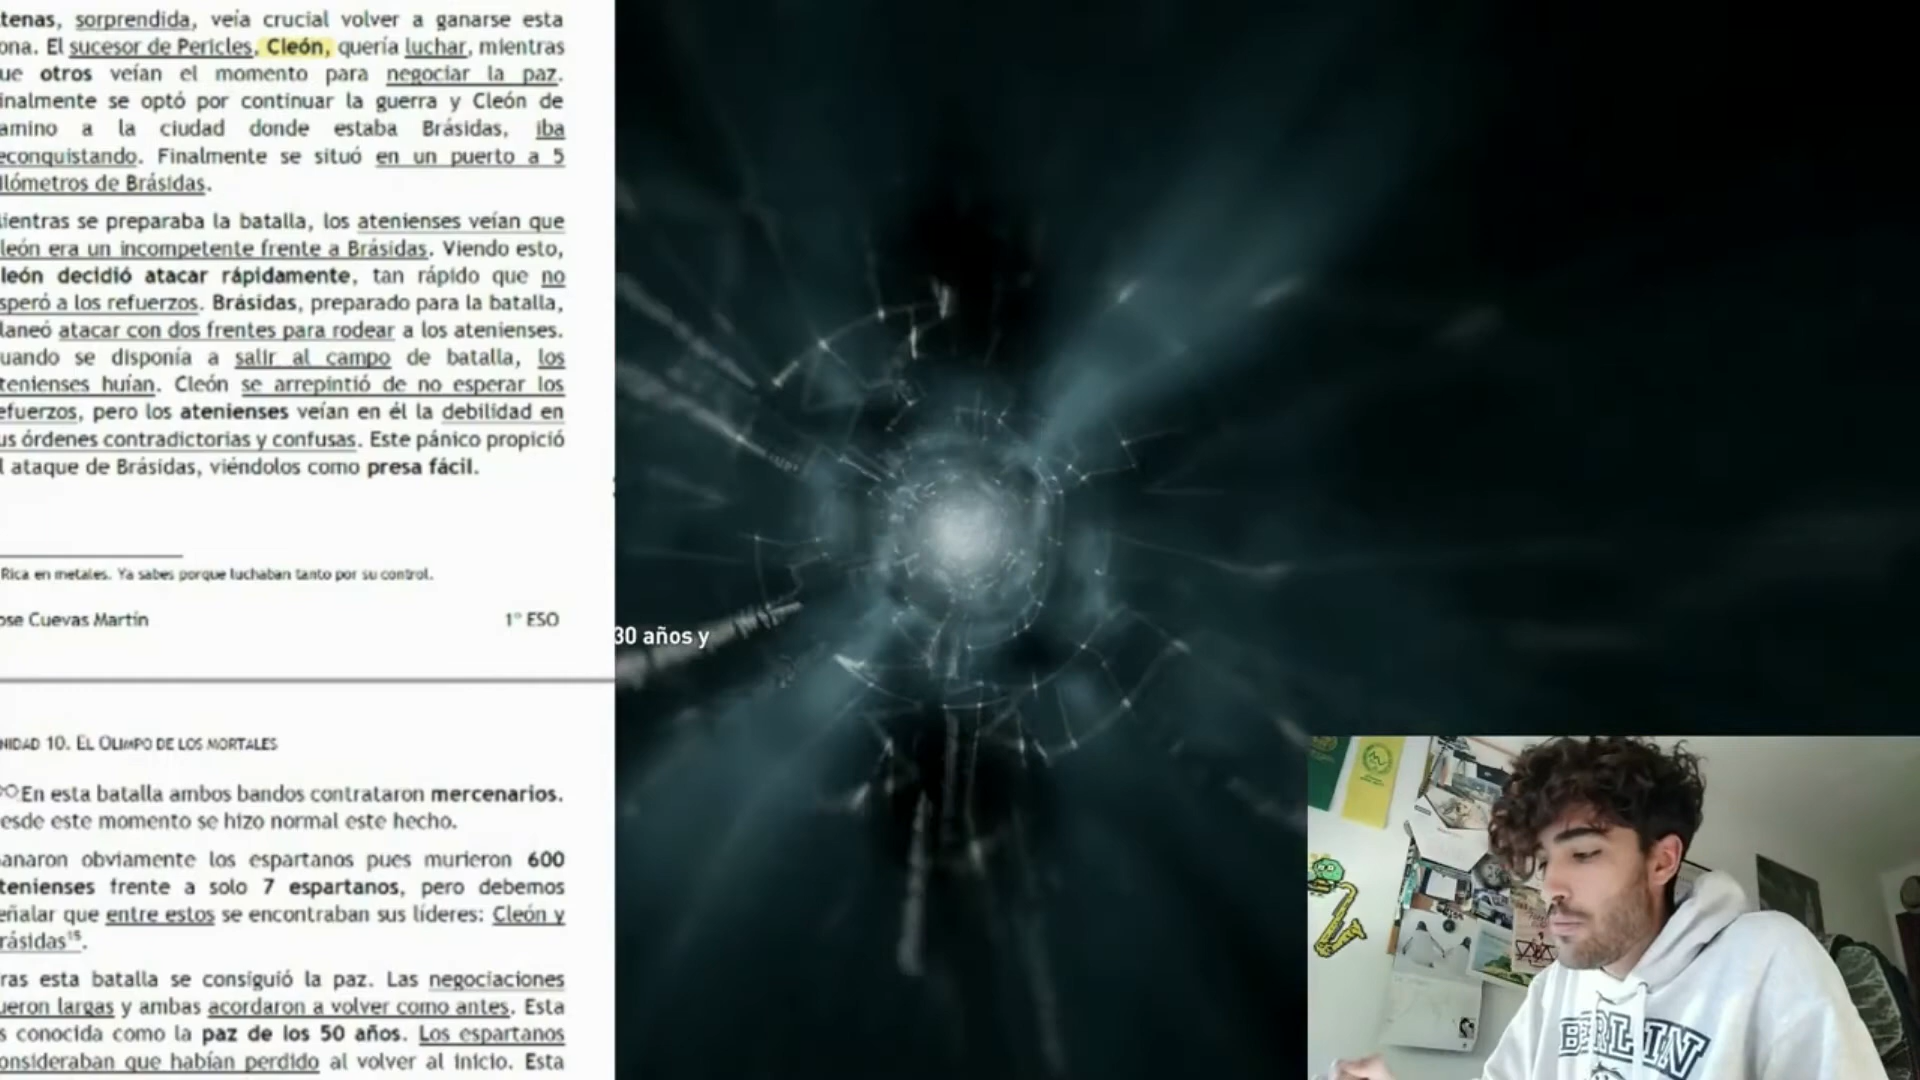 tenas, sorprendida, veía crucial volver a ganarse esta
ona. El sucesor de Pericles, Cleón, quería luchar, mientras
ue otros veían el momento para negociar la paz.
inalmente se optó por continuar la guerra y Cleón de
amino a la ciudad donde estaba Brásidas, iba
econquistando. Finalmente se situó en un puerto a 5
ilómetros de Brásidas.
ientras se preparaba la batalla, los atenienses veían que
león era un incompetente frente a Brásidas. Viendo esto,
león decidió atacar rápidamente, tan rápido que no
speró a los refuerzos. Brásidas, preparado para la batalla,
laneó atacar con dos frentes para rodear a los atenienses.
uando se disponía a salir al campo de batalla, los
tenienses huían. Cleón se arrepintió de no esperar los
efuerzos, pero los atenienses veían en él la debilidad en
us órdenes contradictorias y confusas. Este pánico propició
l ataque de Brásidas, viéndolos como presa fácil.
Rica en metales. Ya sabes porque luchaban tanto por su control.
ose Cuevas Martín 1º ESO
30 años y
NIDAD 10. EL OLIMPO DE LOS MORTALES
En esta batalla ambos bandos contrataron mercenarios.
esde este momento se hizo normal este hecho.
anaron obviamente los espartanos pues murieron 600
tenienses frente a solo 7 espartanos, pero debemos
eñalar que entre estos se encontraban sus líderes: Cleón y
rásidas15.
ras esta batalla se consiguió la paz. Las negociaciones
ueron largas y ambas acordaron a volver como antes. Esta
s conocida como la paz de los 50 años. Los espartanos
onsideraban que habían perdido al volver al inicio. Esta
BERLIN